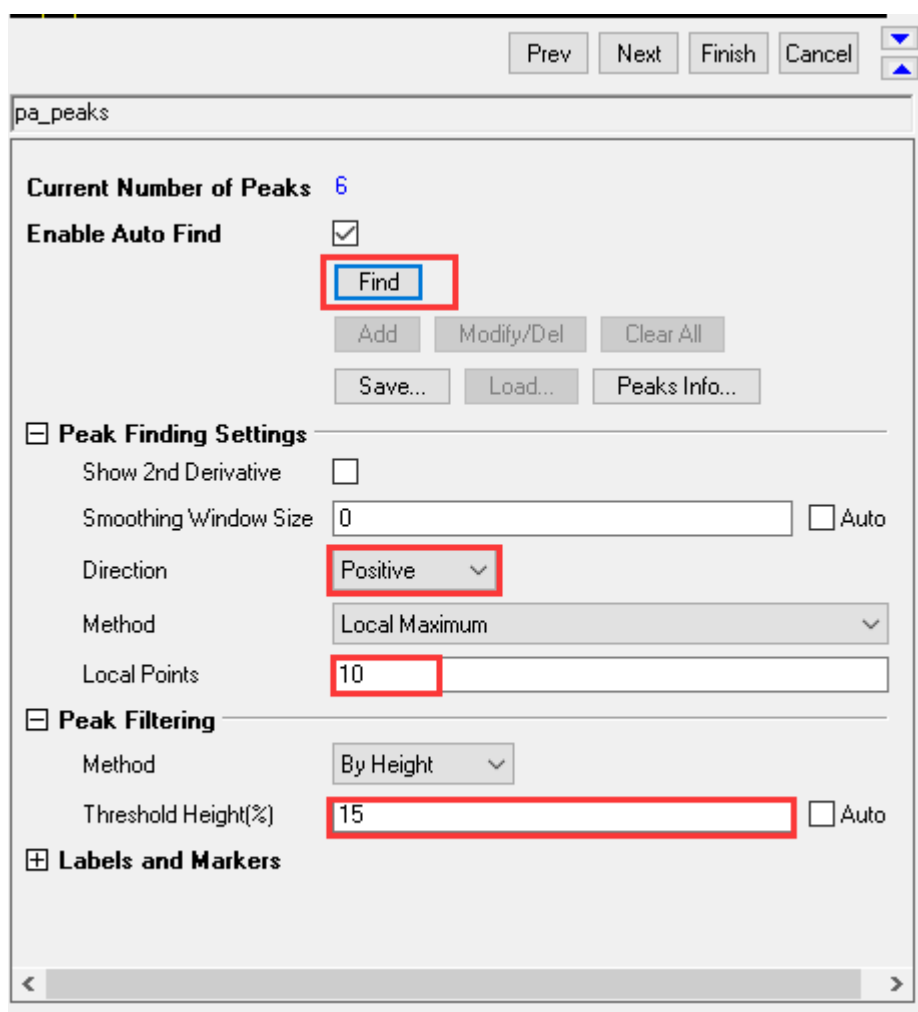 Prev Next Finish Cancel
pa_peaks
Current Number of Peaks 6
Enable Auto Find
Find
Add Modify/Del Clear All
Save... Load... Peaks Info...
Peak Finding Settings
Show 2nd Derivative
Smoothing Window Size 0 Auto
Direction Positive
Method Local Maximum
Local Points 10
Peak Filtering
Method By Height
Threshold Height(%) 15 Auto
Labels and Markers